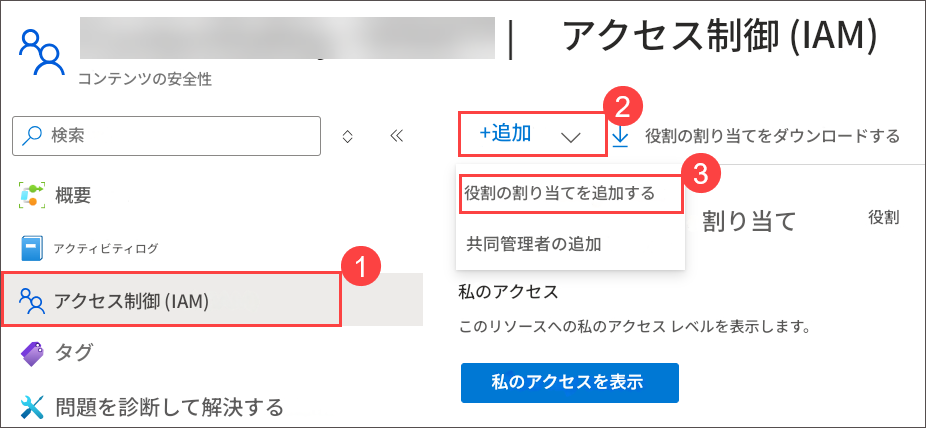 | アクセス制御 (IAM)
コンテンツの安全性
検索
+追加
2
役割の割り当てをダウンロードする
3
役割の割り当てを追加する
概要
割り当て
役割
共同管理者の追加
アクティビティログ
1
アクセス制御 (IAM)
私のアクセス
このリソースへの私のアクセス レベルを表示します。
タグ
私のアクセスを表示
問題を診断して解決する